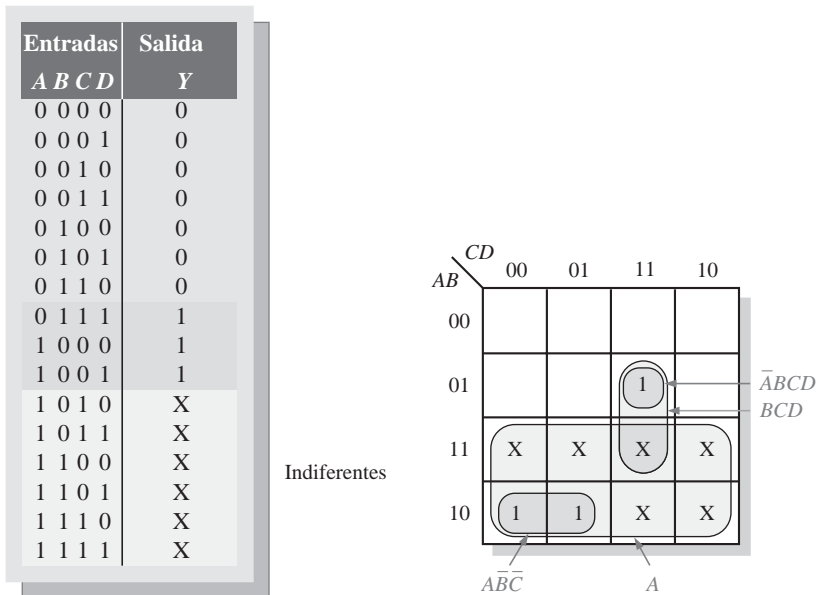 Entradas Salida
A B C D Y
0 0 0 0 0
0 0 0 1 0
0 0 1 0 0
0 0 1 1 0
0 1 0 0 0
0 1 0 1 0
0 1 1 0 0
0 1 1 1 1
1 0 0 0 1
1 0 0 1 1
1 0 1 0 X
1 0 1 1 X
1 1 0 0 X
1 1 0 1 X
1 1 1 0 X
1 1 1 1 X
Indiferentes
CD
AB 00 01 11 10
00
01 1 A̅BCD
BCD
11 X X X X
10 1 1 X X
AB̅C̅ A